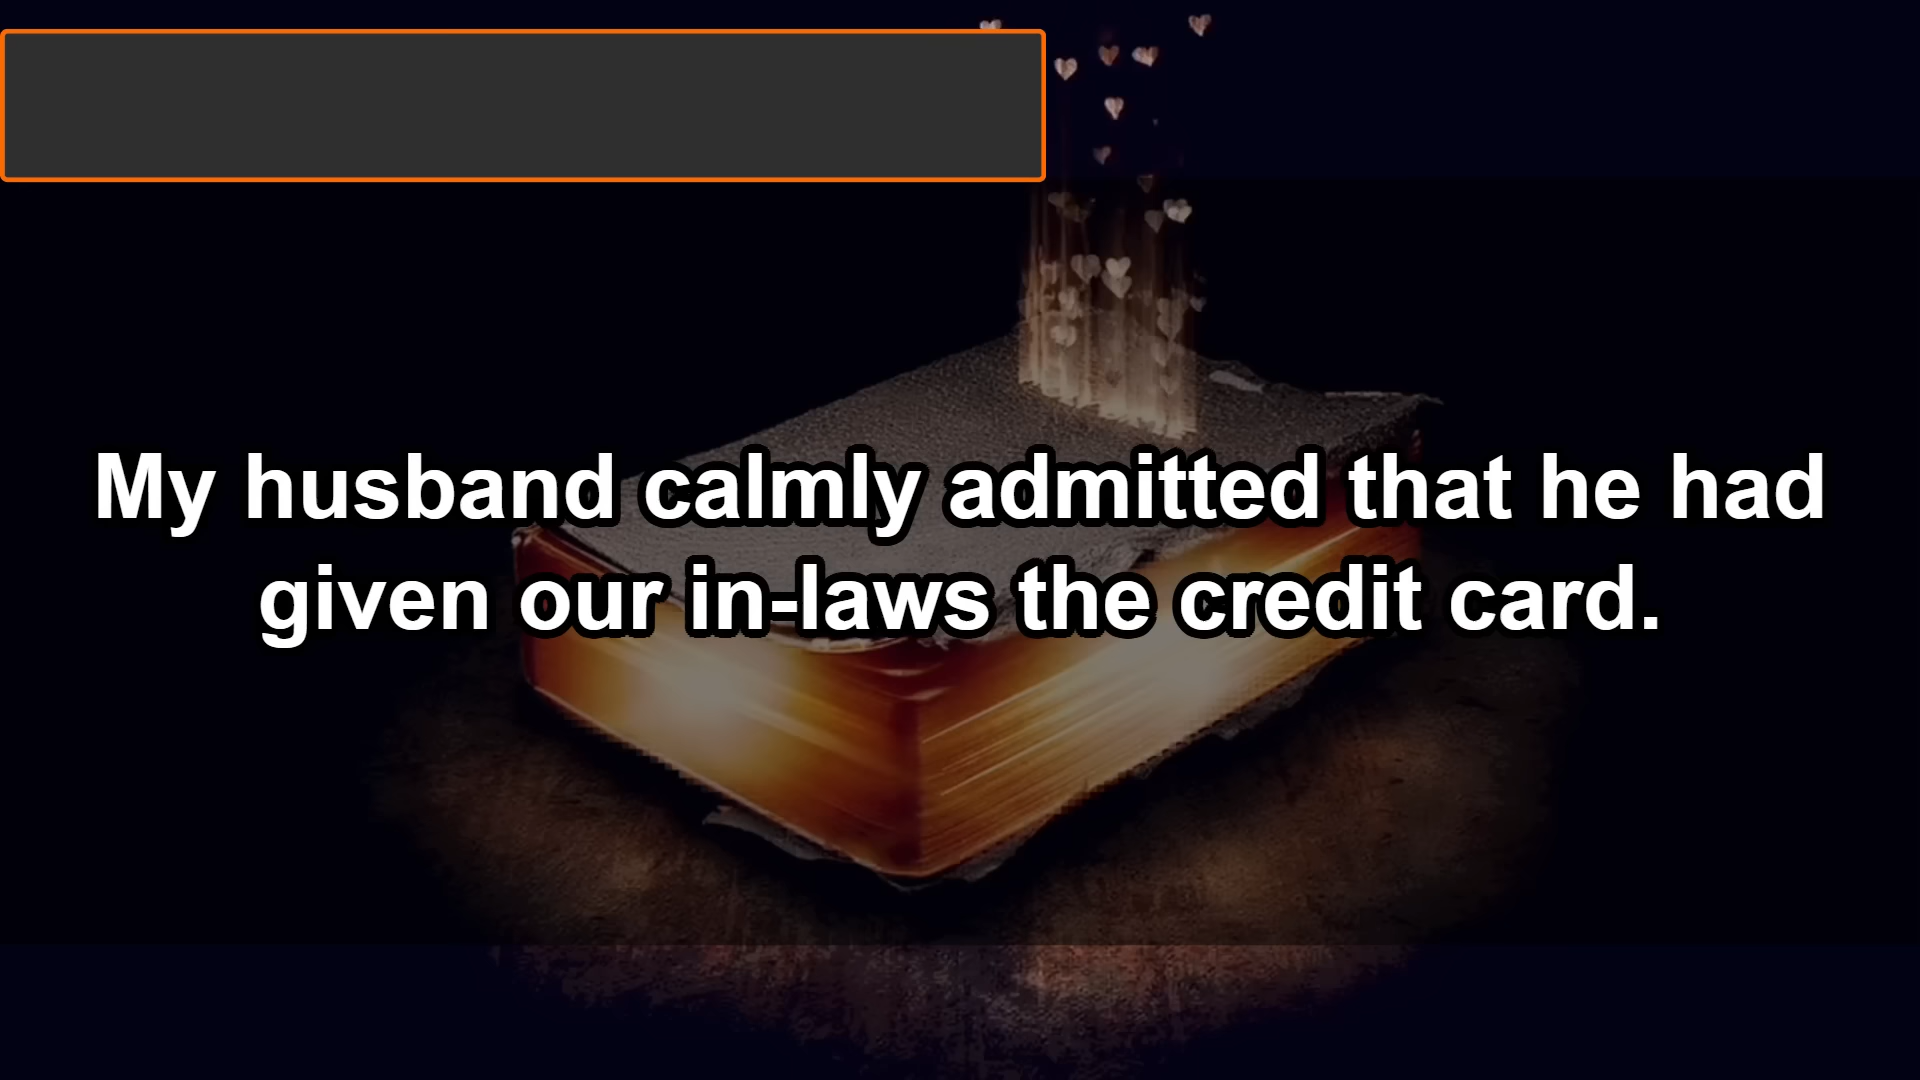 My husband calmly admitted that he had
given our in-laws the credit card.